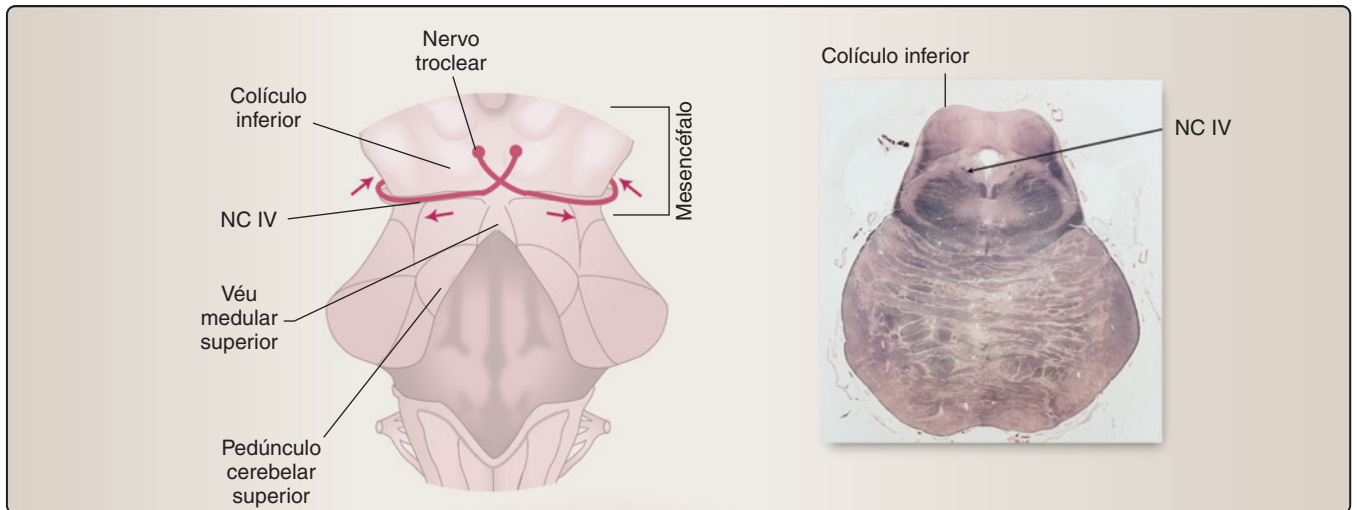 Nervo
troclear
Colículo
inferior
NC IV
Véu
medular
superior
Pedúnculo
cerebelar
superior
Mesencéfalo
Colículo inferior
NC IV